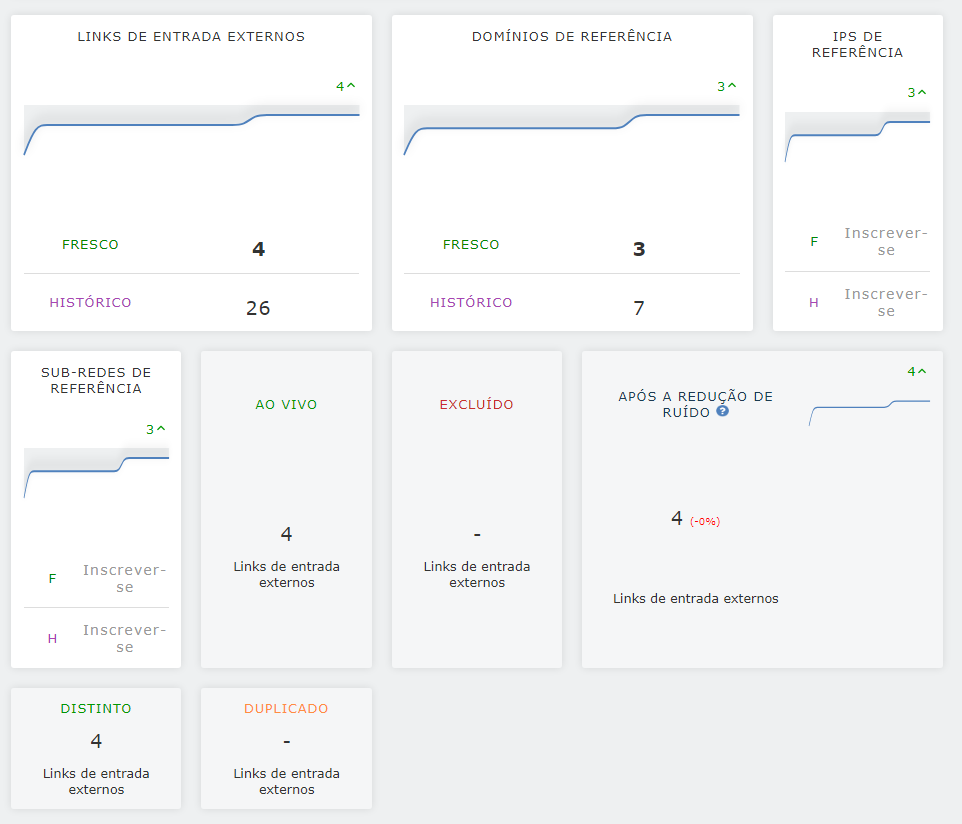 LINKS DE ENTRADA EXTERNOS
4
FRESCO
4
HISTÓRICO
26
DOMÍNIOS DE REFERÊNCIA
3
FRESCO
3
HISTÓRICO
7
IPS DE
REFERÊNCIA
3
F
Inscrever-
se
H
Inscrever-
se
SUB-REDES DE
REFERÊNCIA
3
F
Inscrever-
se
H
Inscrever-
se
AO VIVO
4
Links de entrada
externos
EXCLUÍDO
-
Links de entrada
externos
4
APÓS A REDUÇÃO DE
RUÍDO ?
4 (-0%)
Links de entrada externos
DISTINTO
4
Links de entrada
externos
DUPLICADO
-
Links de entrada
externos